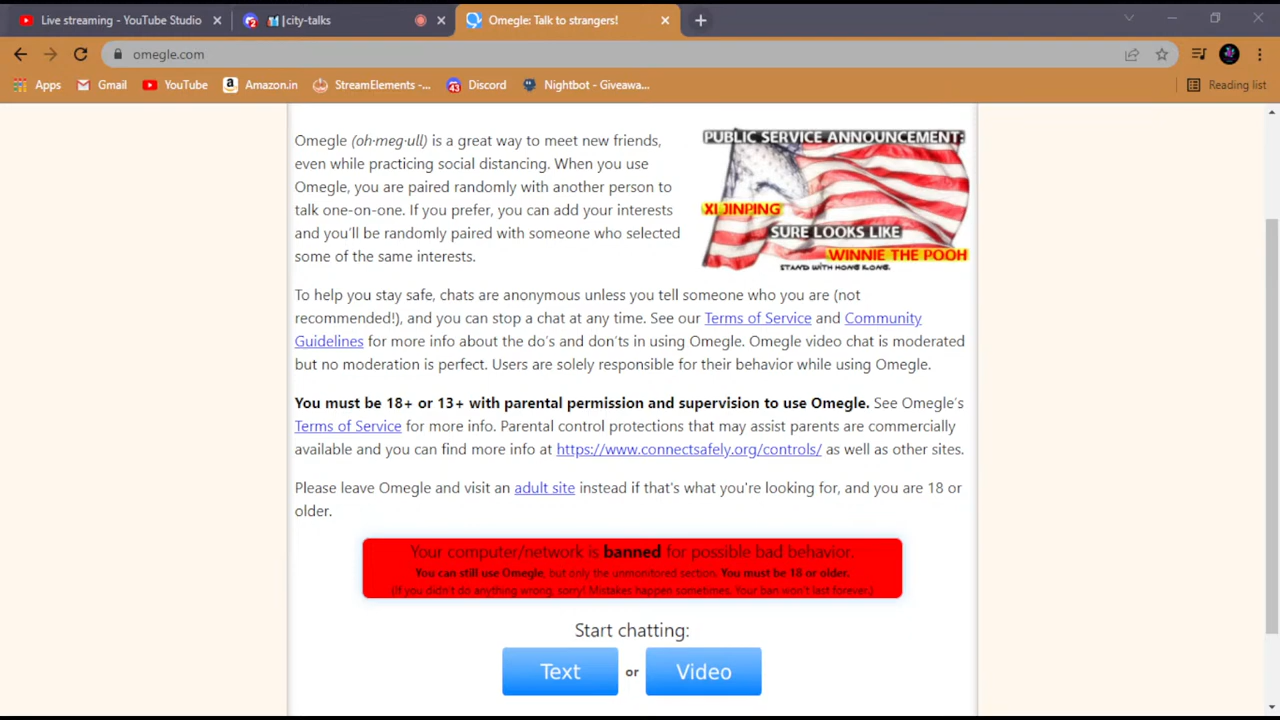 Live streaming - YouTube Studio
|city-talks
Omegle: Talk to strangers!
omegle.com
Apps
Gmail
YouTube
Amazon.in
StreamElements -...
43
Discord
Nightbot - Giveawa...
Reading list
Omegle (oh·meg·ull) is a great way to meet new friends,
even while practicing social distancing. When you use
Omegle, you are paired randomly with another person to
talk one-on-one. If you prefer, you can add your interests
and you'll be randomly paired with someone who selected
some of the same interests.
PUBLIC SERVICE ANNOUNCEMENT:
XI JINPING
SURE LOOKS LIKE
WINNIE THE POOH
STAND WITH HONG KONG.
To help you stay safe, chats are anonymous unless you tell someone who you are (not
recommended!), and you can stop a chat at any time. See our Terms of Service and Community
Guidelines for more info about the do's and don'ts in using Omegle. Omegle video chat is moderated
but no moderation is perfect. Users are solely responsible for their behavior while using Omegle.
You must be 18+ or 13+ with parental permission and supervision to use Omegle. See Omegle's
Terms of Service for more info. Parental control protections that may assist parents are commercially
available and you can find more info at https://www.connectsafely.org/controls/ as well as other sites.
Please leave Omegle and visit an adult site instead if that's what you're looking for, and you are 18 or
older.
Your computer/network is banned for possible bad behavior.
You can still use Omegle, but only the unmonitored section. You must be 18 or older.
(If you didn't do anything wrong, sorry! Mistakes happen sometimes. Your ban won't last forever.)
Start chatting:
Text or Video